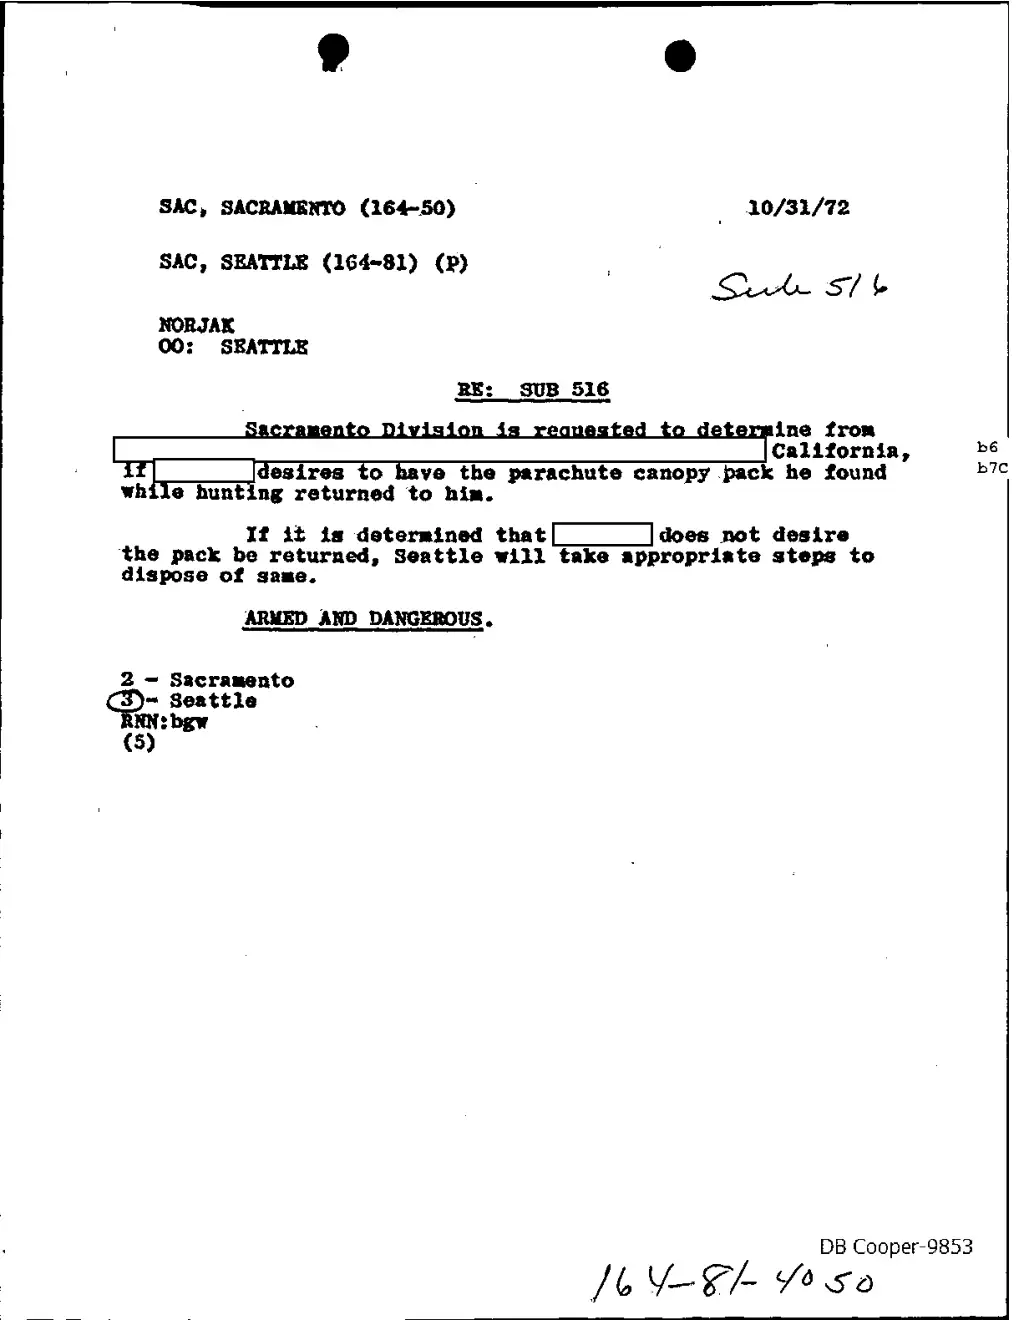 SAC, SACRAMENTO (164-50) 10/31/72
SAC, SEATTLE (164-81) (P)
Sub 516
NORJAK
OO: SEATTLE
RE: SUB 516
Sacramento Division is requested to determine from
California,
if desires to have the parachute canopy pack he found
while hunting returned to him.
b6
b7C
If it is determined that does not desire
the pack be returned, Seattle will take appropriate steps to
dispose of same.
ARMED AND DANGEROUS.
2 - Sacramento
3 - Seattle
RNN:bgw
(5)
DB Cooper-9853
164-81-4050